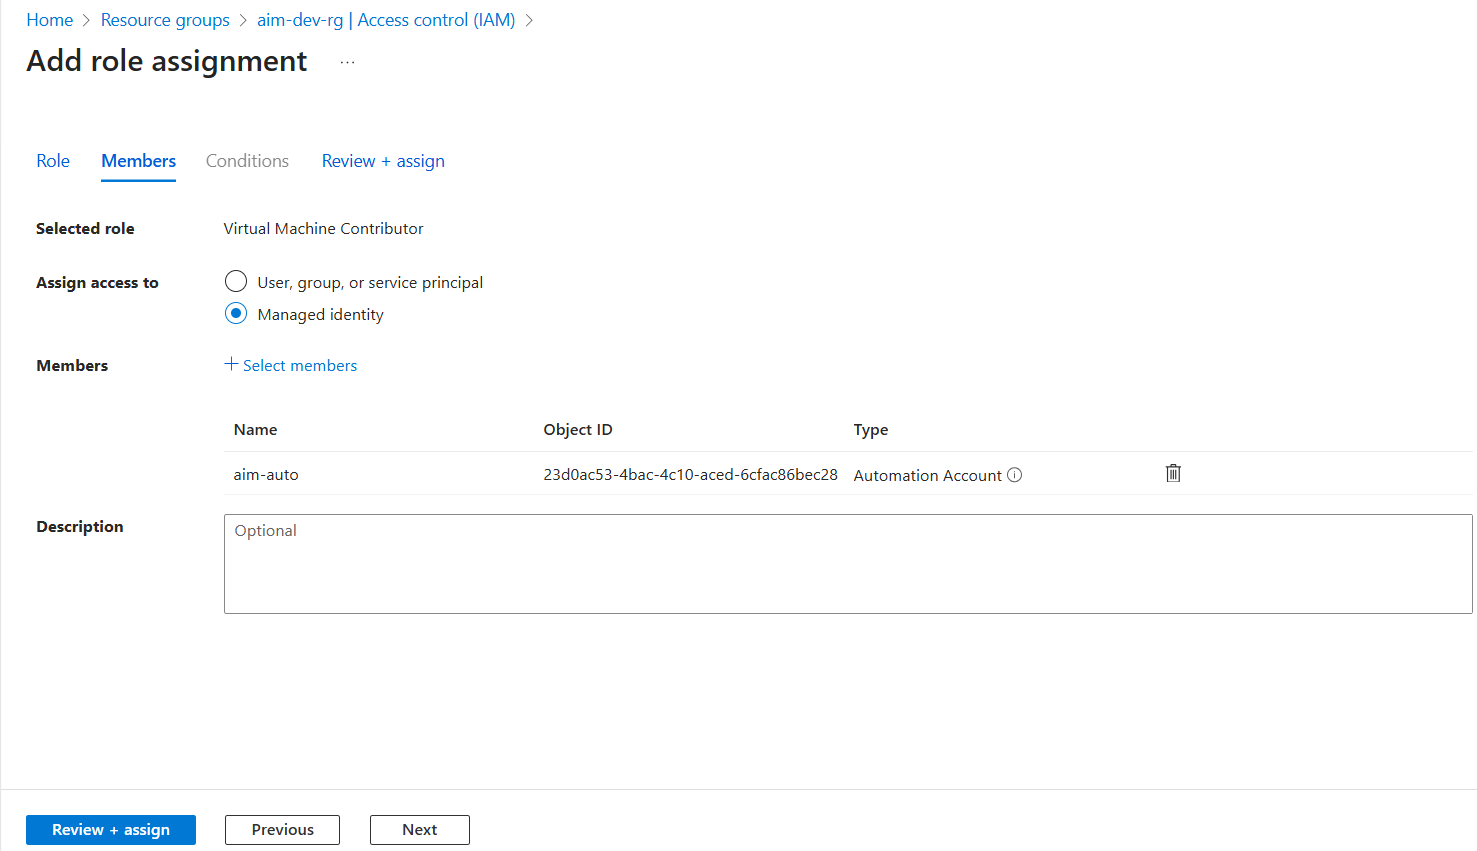 Home > Resource groups > aim-dev-rg | Access control (IAM) >
Add role assignment ...
Role Members Conditions Review + assign
Selected role Virtual Machine Contributor
Assign access to User, group, or service principal
Managed identity
Members + Select members
Name Object ID Type
aim-auto 23d0ac53-4bac-4c10-aced-6cfac86bec28 Automation Account
Description Optional
Review + assign Previous Next